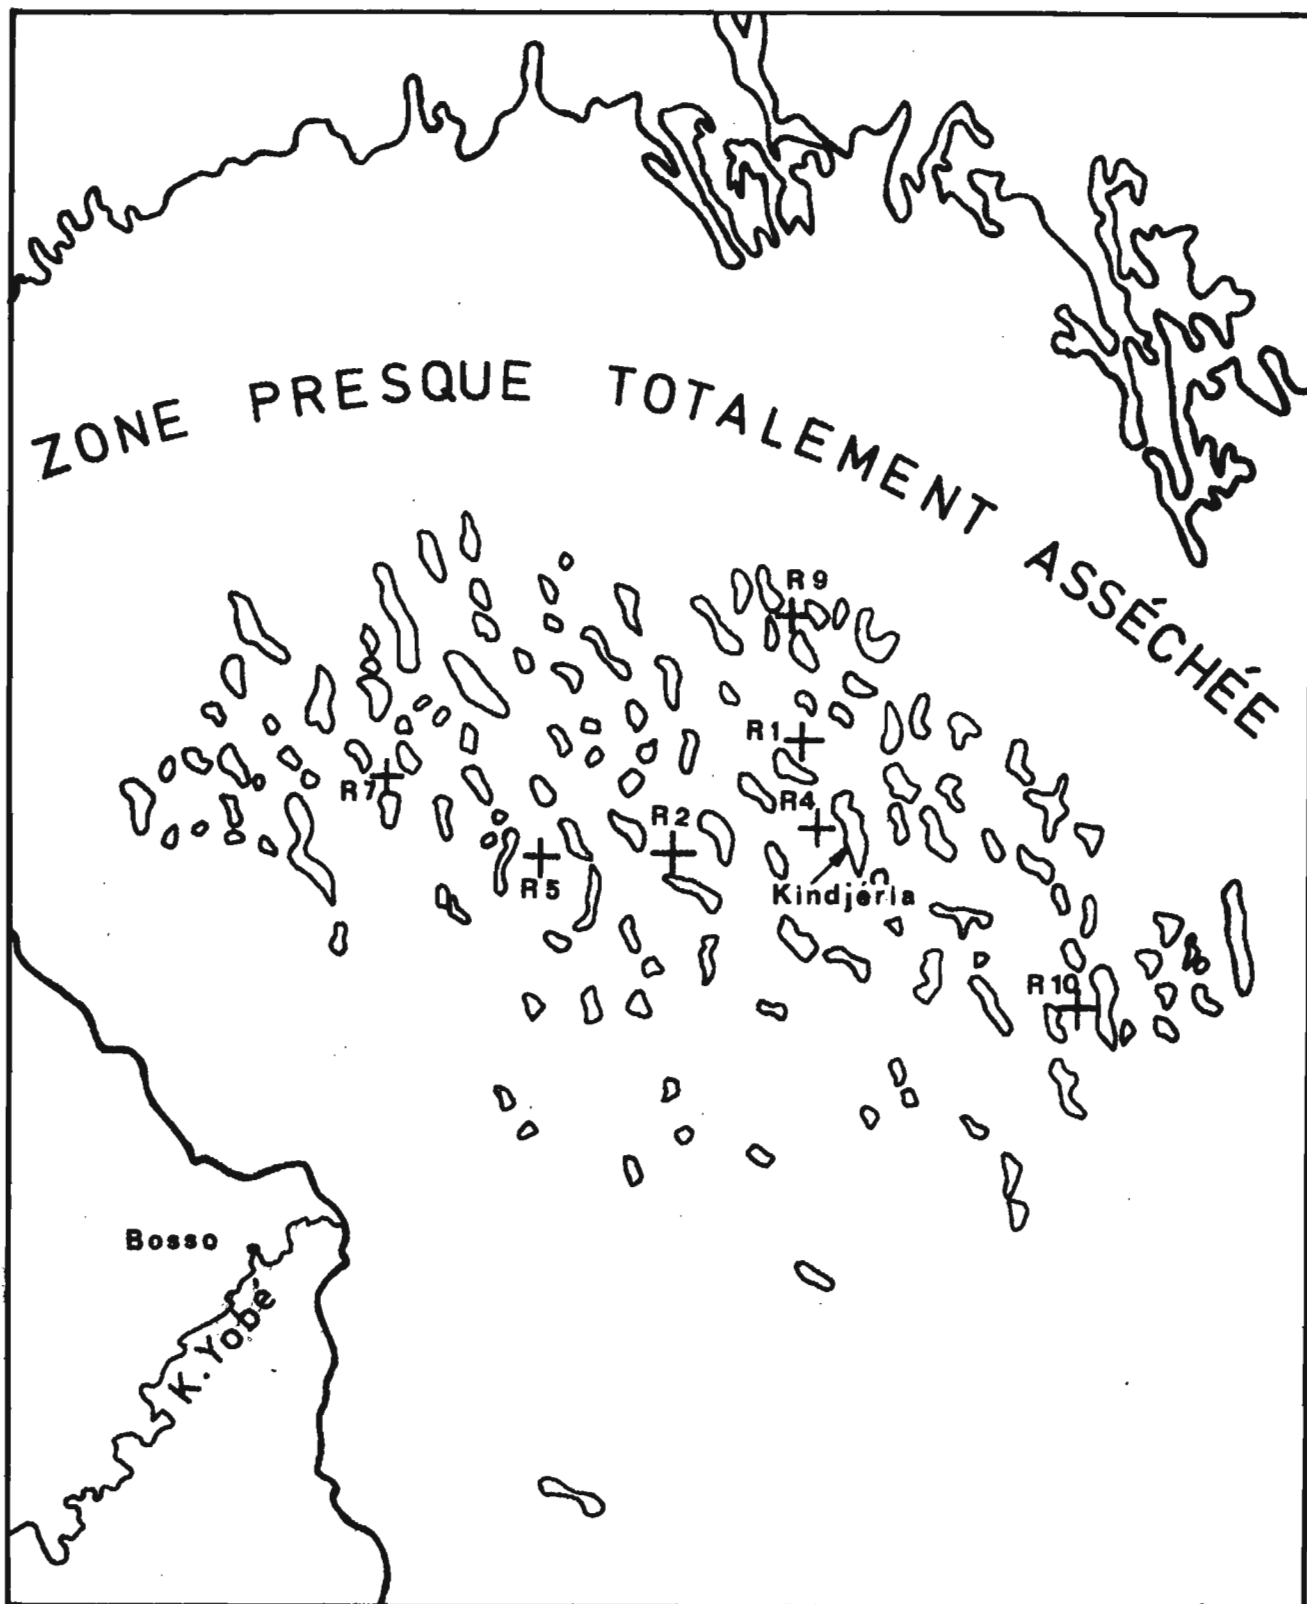 ZONE PRESQUE TOTALEMENT ASSÉCHÉE
R9
R1
R7
R4
R2
R5
Kindjéria
R10
Bosso
K.Yobé